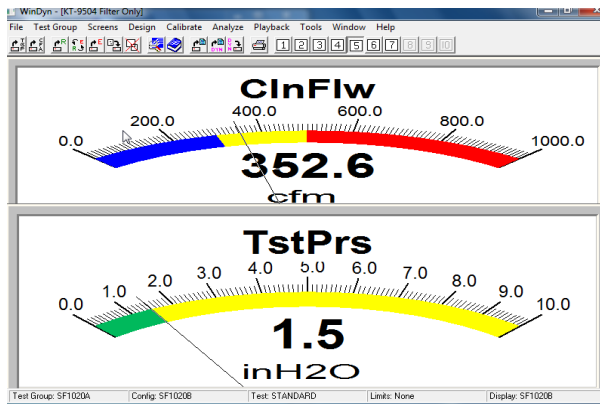 WinDyn - [KT-9504 Filter Only]
File Test Group Screens Design Calibrate Analyze Playback Tools Window Help
1 2 3 4 5 6 7 8 9 10
ClnFlw
0.0 200.0 400.0 600.0 800.0 1000.0
352.6
cfm
TstPrs
0.0 1.0 2.0 3.0 4.0 5.0 6.0 7.0 8.0 9.0 10.0
1.5
inH2O
Test Group: SF1020A Config: SF1020B Test: STANDARD Limits: None Display: SF1020B